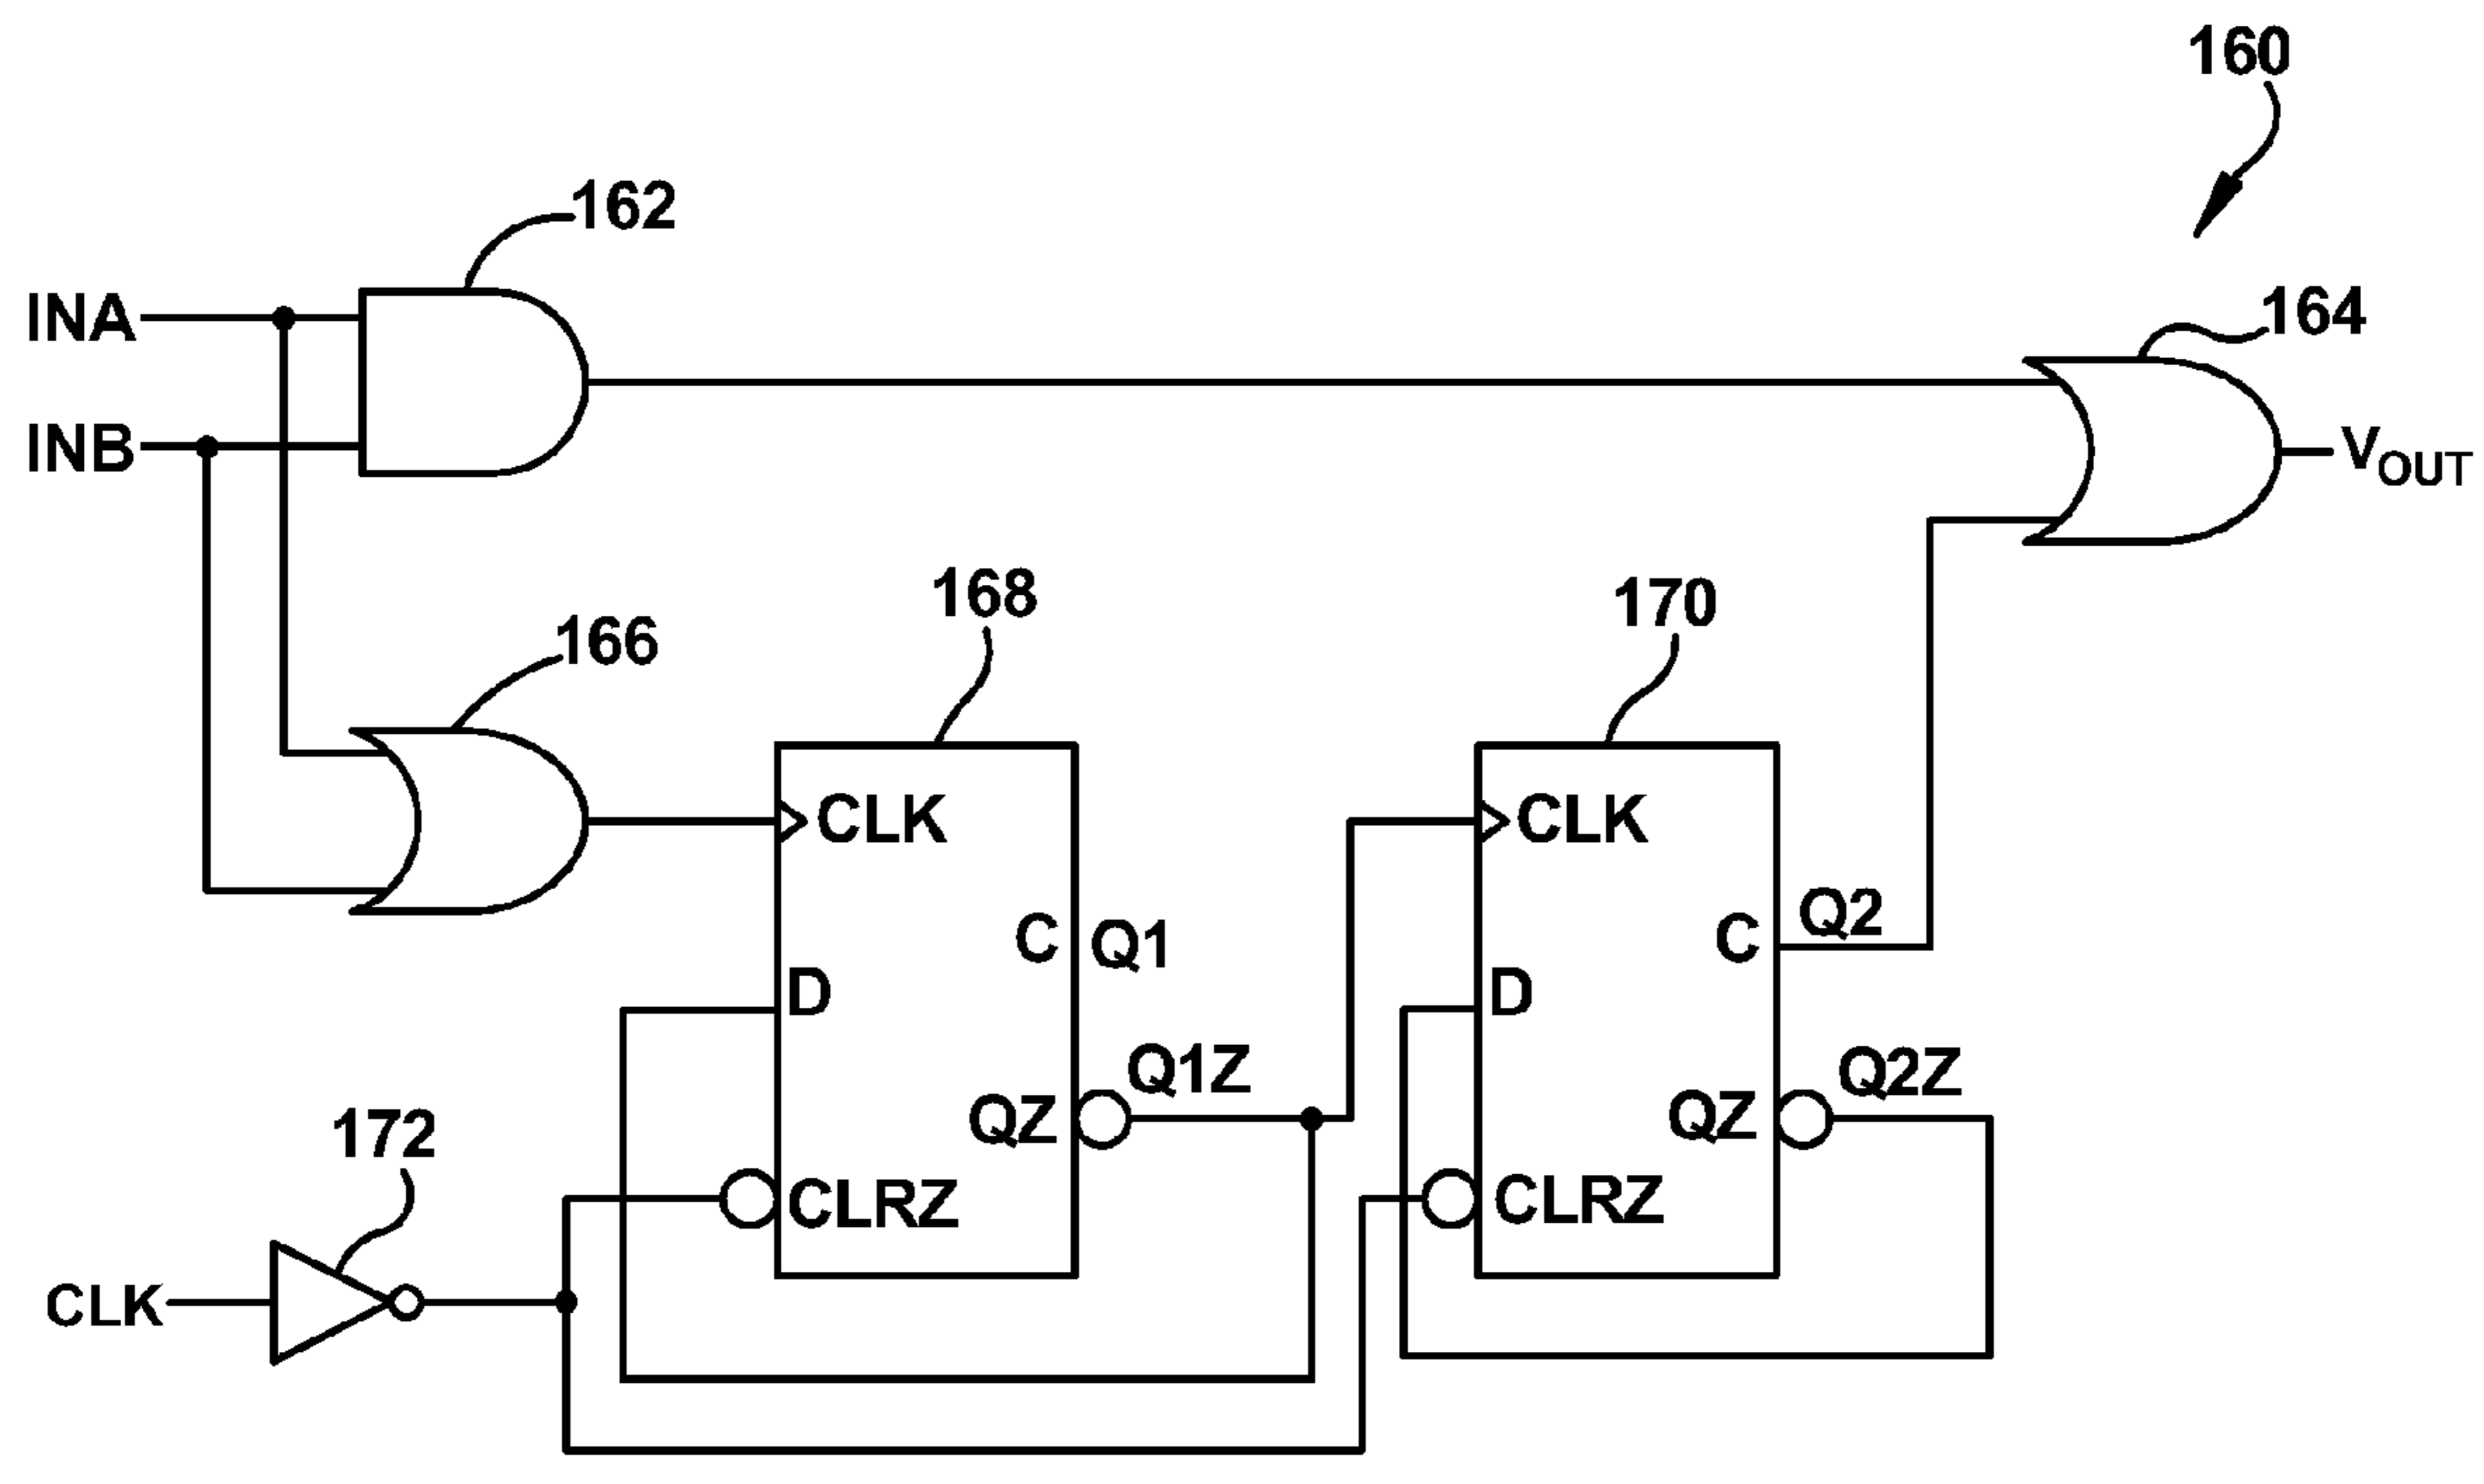 160
162
INA
164
INB
VOUT
168
170
166
CLK
CLK
Q2
C
Q1
C
D
D
Q1Z
Q2Z
QZ
QZ
172
CLRZ
CLRZ
CLK